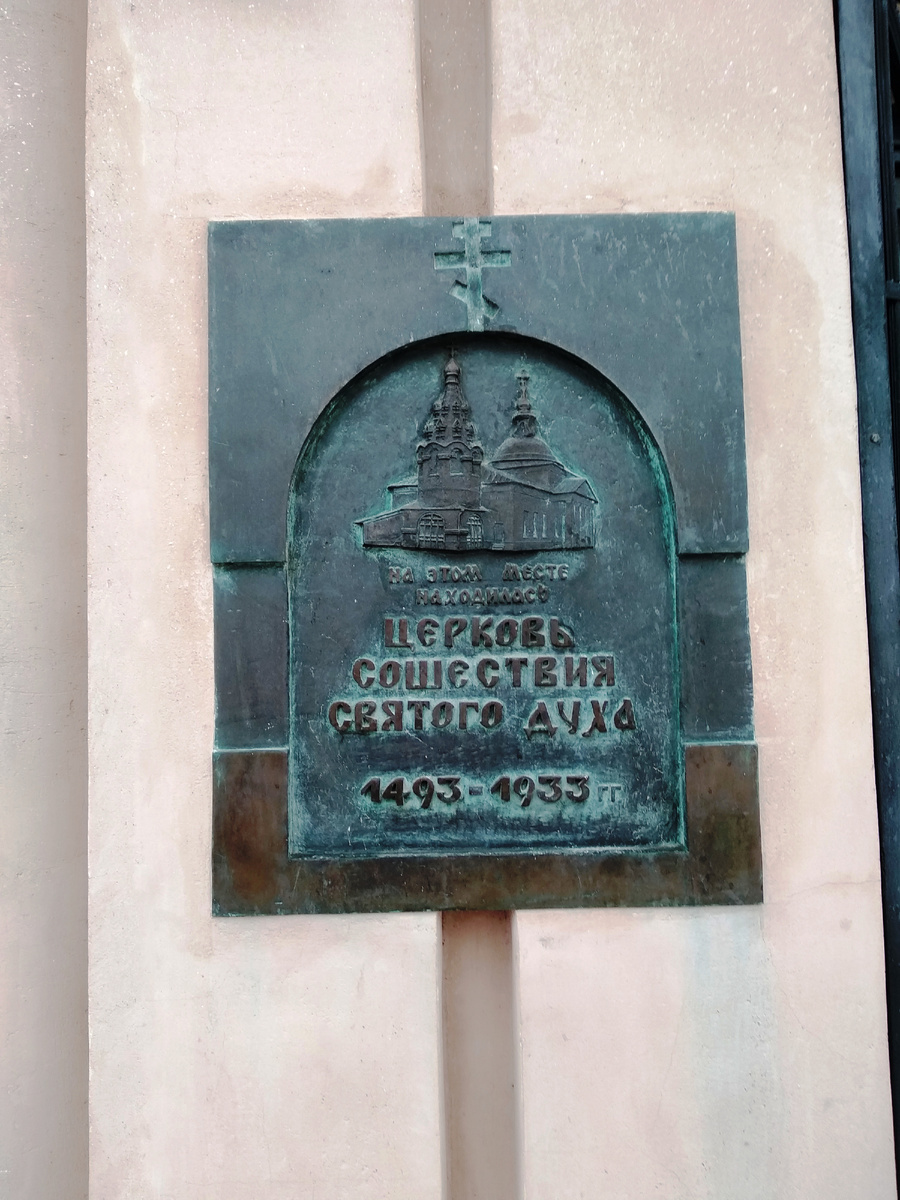 НА ЭТОМ МЕСТЕ
НАХОДИЛАСЬ
ЦЕРКОВЬ
СОШЕСТВИЯ
СВЯТОГО ДУХА
1493-1933 ГГ